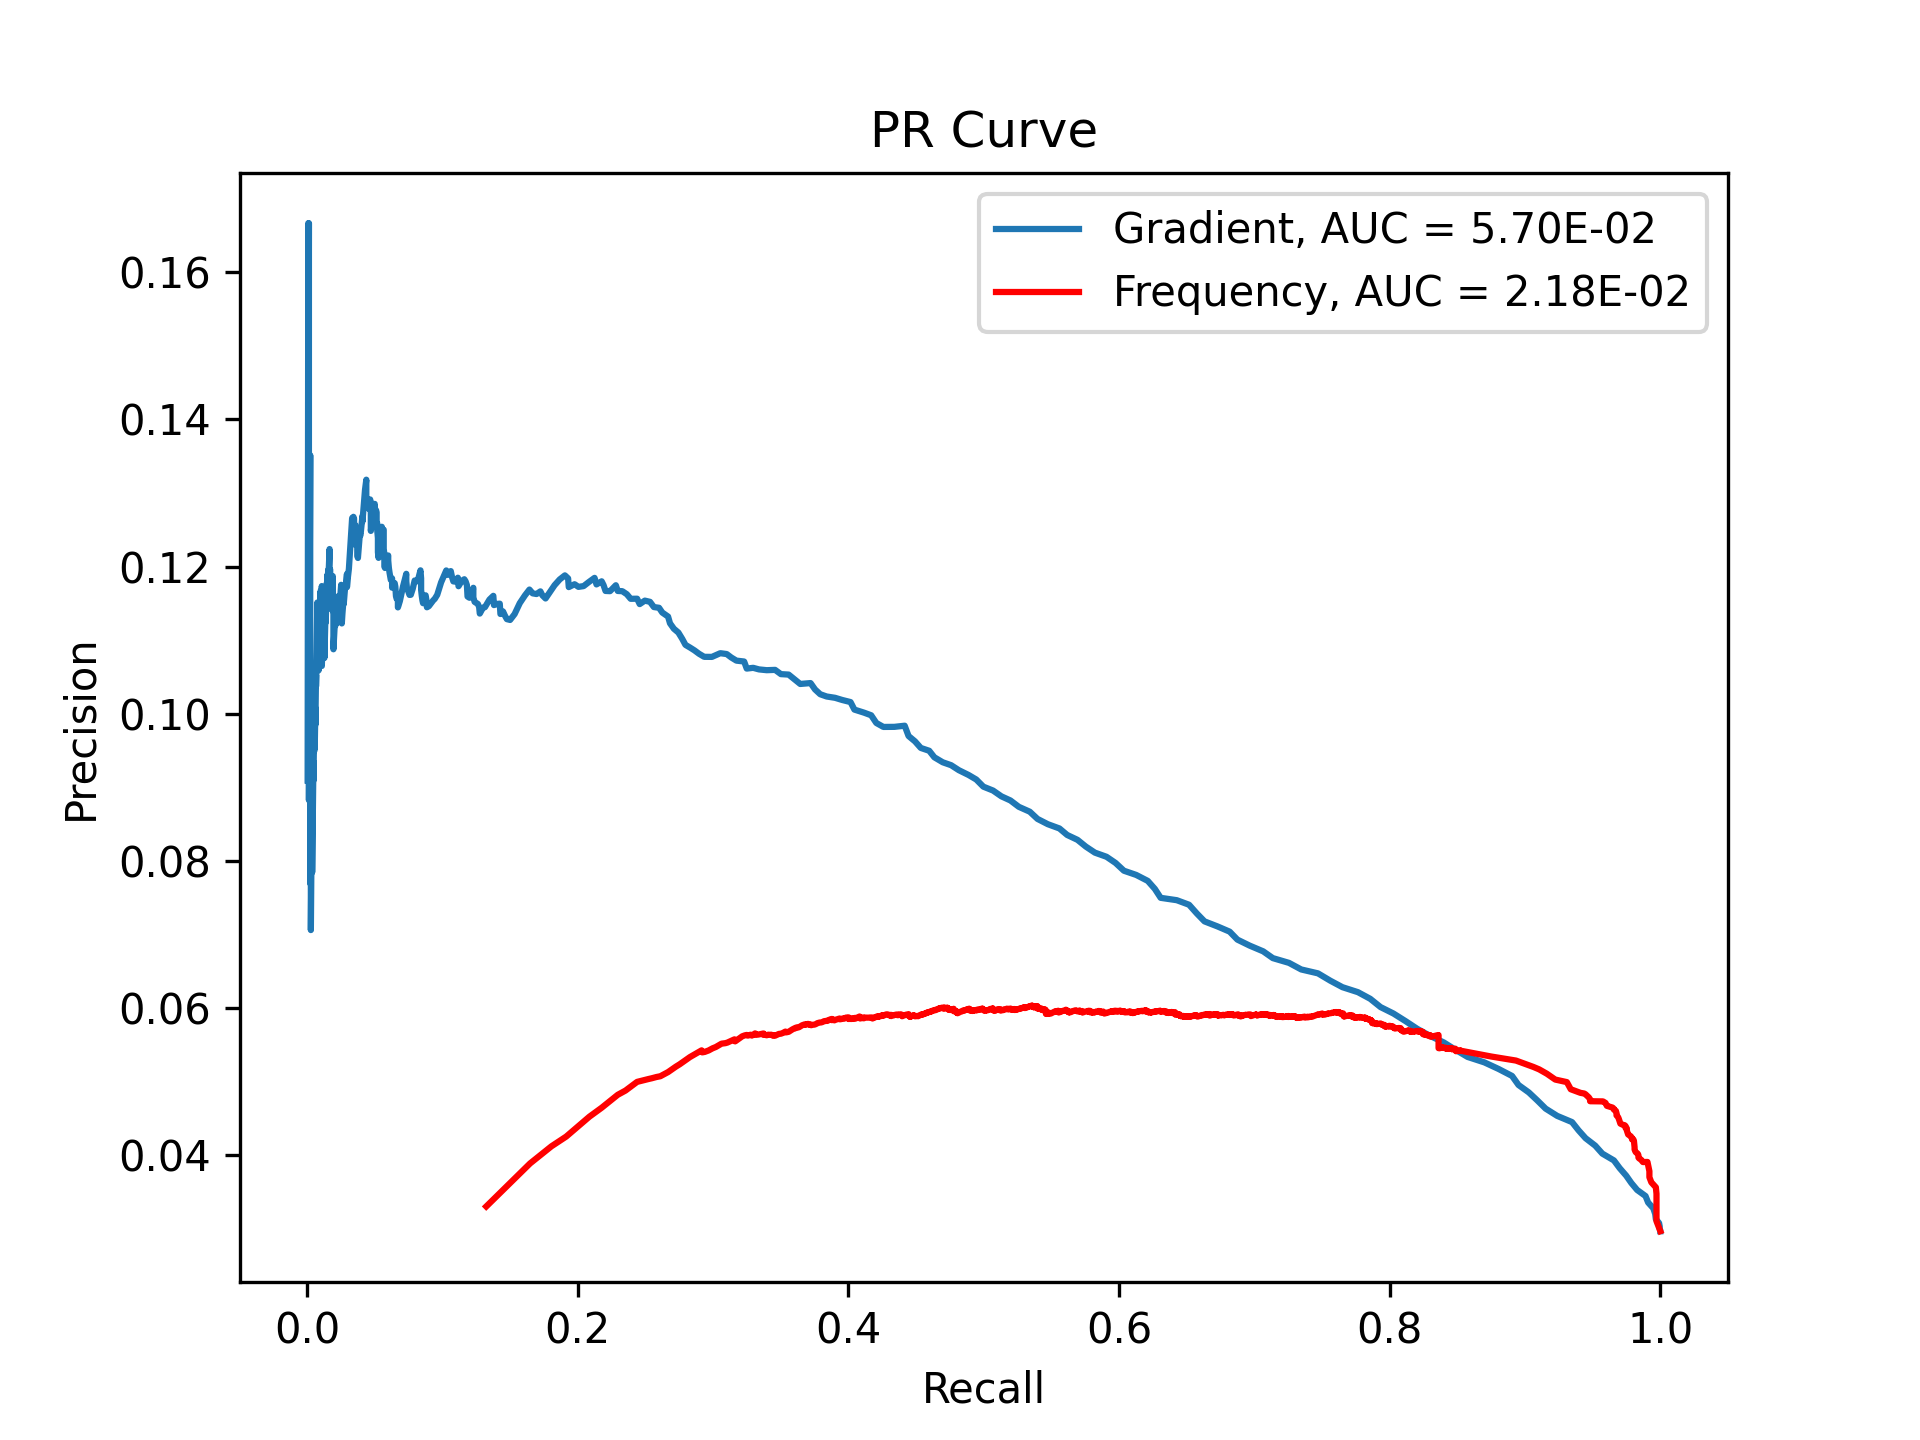 PR Curve
Gradient, AUC = 5.70E-02
Frequency, AUC = 2.18E-02
Precision
0.16
0.14
0.12
0.10
0.08
0.06
0.04
0.0 0.2 0.4 0.6 0.8 1.0
Recall